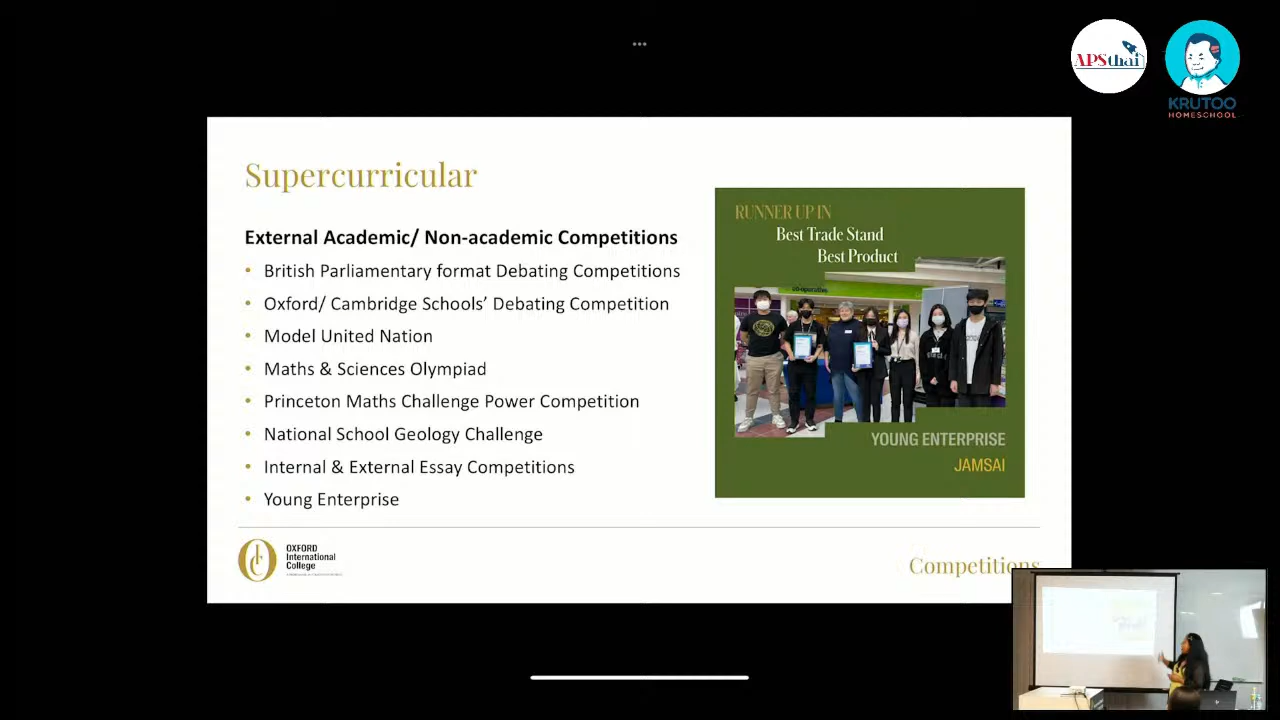 APSthai
KRUTOO
HOMESCHOOL
Supercurricular
External Academic/ Non-academic Competitions
• British Parliamentary format Debating Competitions
• Oxford/ Cambridge Schools' Debating Competition
• Model United Nation
• Maths & Sciences Olympiad
• Princeton Maths Challenge Power Competition
• National School Geology Challenge
• Internal & External Essay Competitions
• Young Enterprise
RUNNER UP IN
Best Trade Stand
Best Product
co-operative
YOUNG ENTERPRISE
JAMSAI
OXFORD
International
College
Competitions